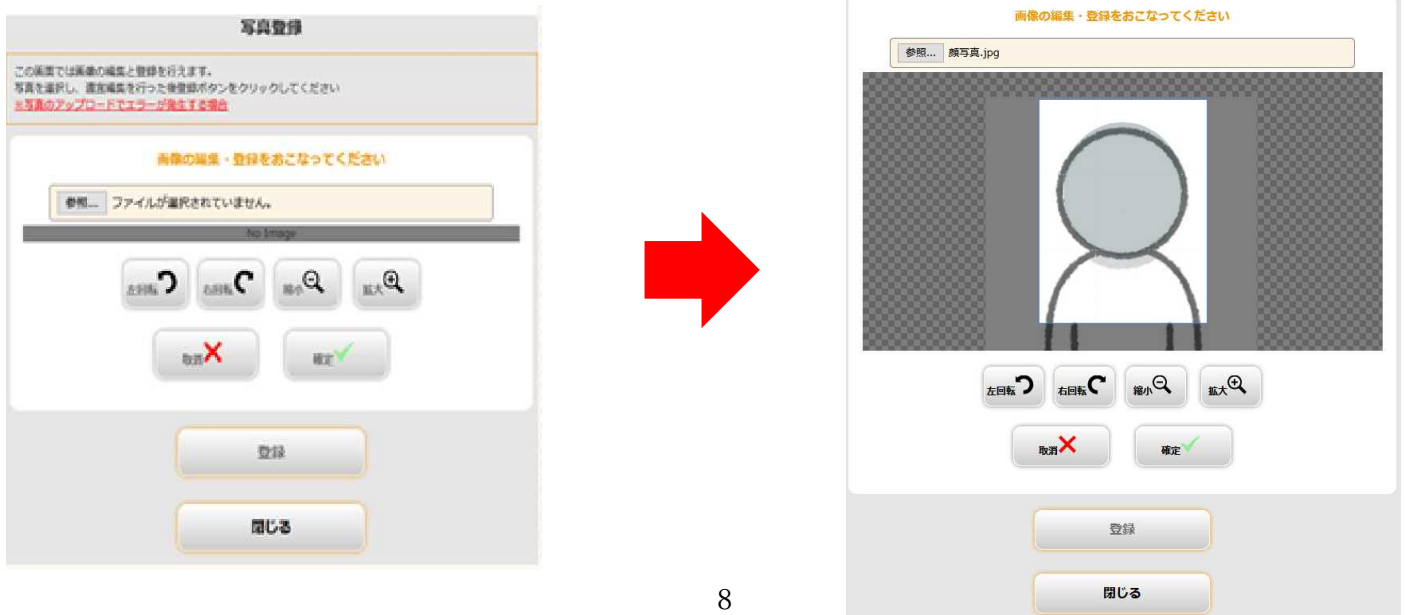 写真登録
この画面では画像の編集と登録を行えます。
写真を選択し、適宜編集を行った後登録ボタンをクリックしてください
※写真のアップロードでエラーが発生する場合
画像の編集・登録をおこなってください
参照... ファイルが選択されていません。
No Image
左回転 右回転 縮小 拡大
取消 確定
登録
閉じる
画像の編集・登録をおこなってください
参照... 顔写真.jpg
左回転 右回転 縮小 拡大
取消 確定
登録
閉じる
8